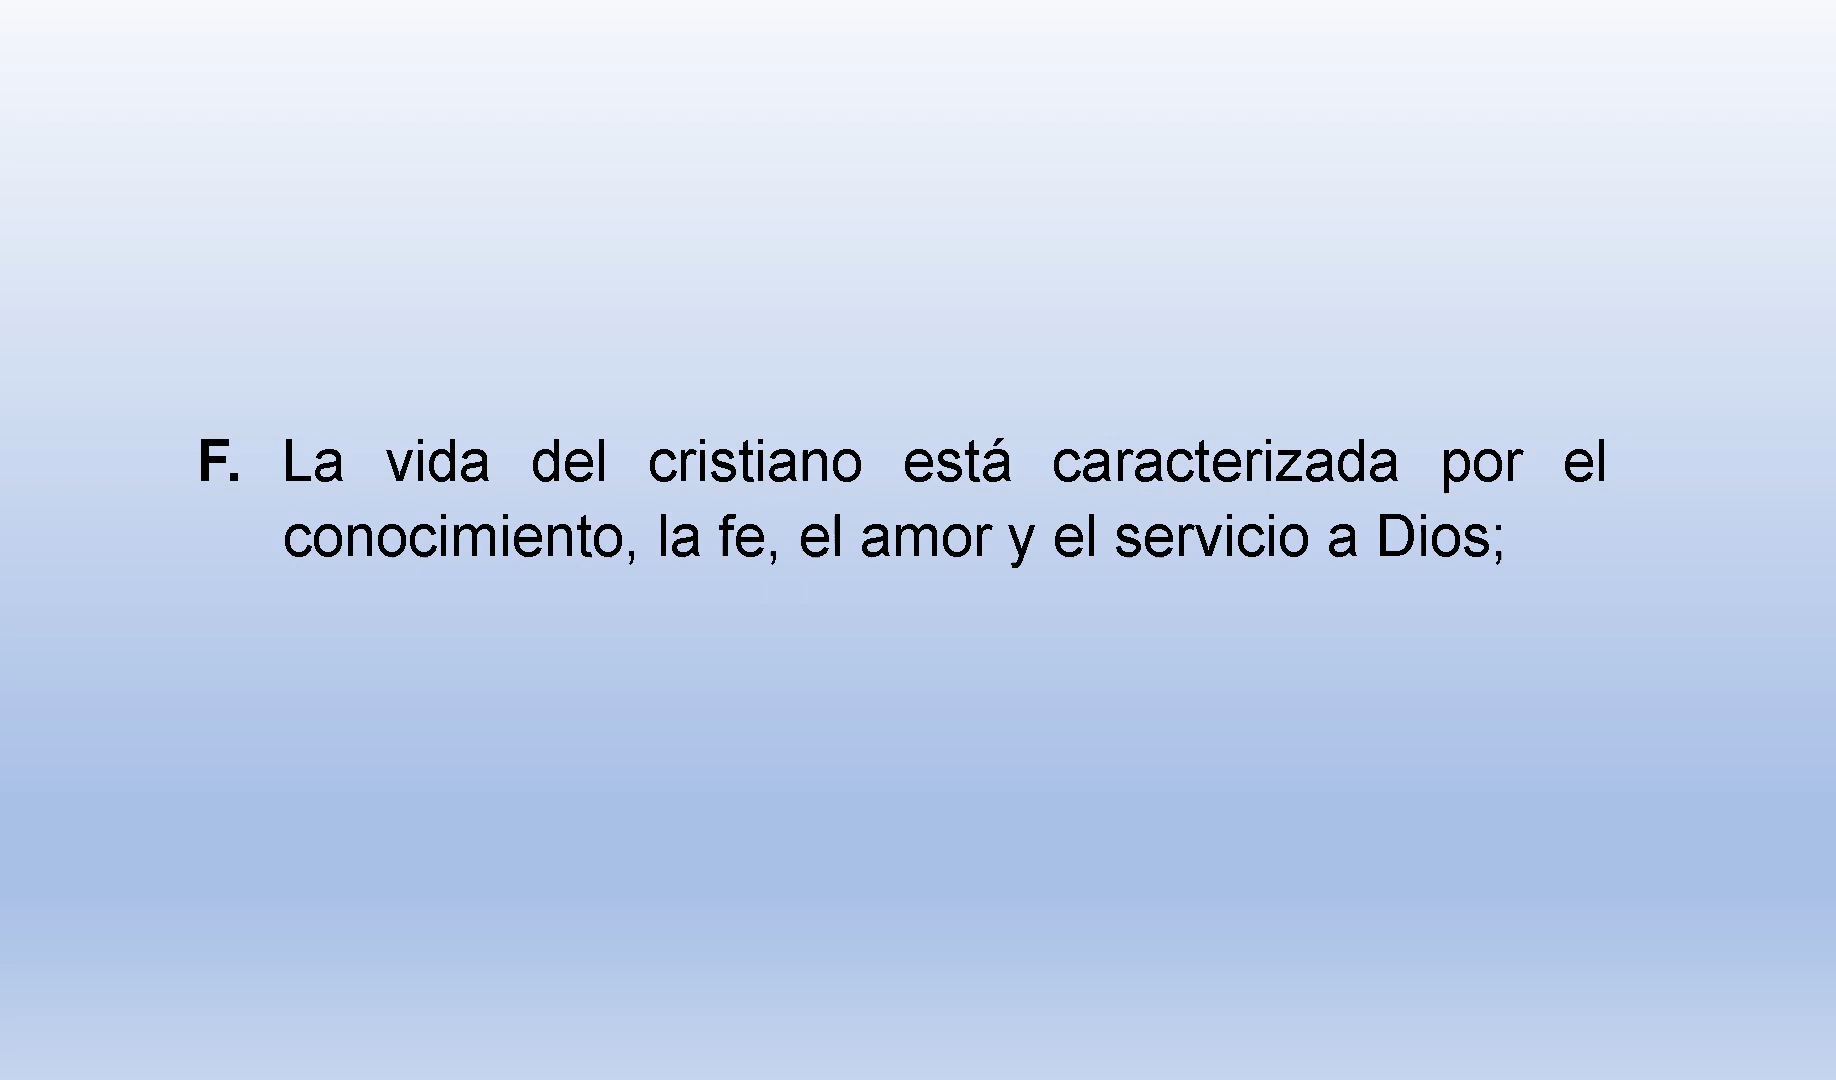 F. La vida del cristiano está caracterizada por el
conocimiento, la fe, el amor y el servicio a Dios;